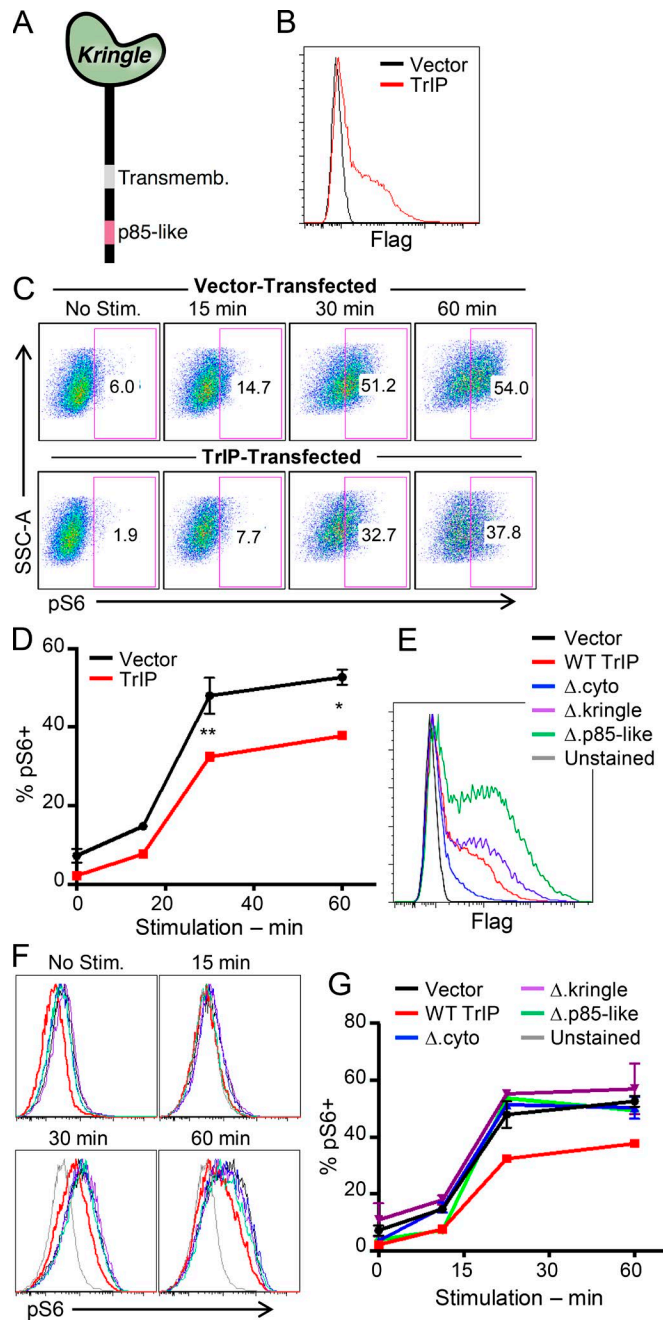 A
Kringle
Transmemb.
p85-like
B
Vector
TrIP
Flag
C
Vector-Transfected
No Stim.
15 min
30 min
60 min
6.0
14.7
51.2
54.0
TrIP-Transfected
1.9
7.7
32.7
37.8
SSC-A
pS6
D
60
40
20
0
% pS6+
Vector
TrIP
**
*
0
20
40
60
Stimulation – min
E
Vector
WT TrIP
Δ.cyto
Δ.kringle
Δ.p85-like
Unstained
Flag
F
No Stim.
15 min
30 min
60 min
pS6
G
Vector
WT TrIP
Δ.cyto
Δ.kringle
Δ.p85-like
Unstained
80
60
40
20
0
% pS6+
0
15
30
60
Stimulation – min